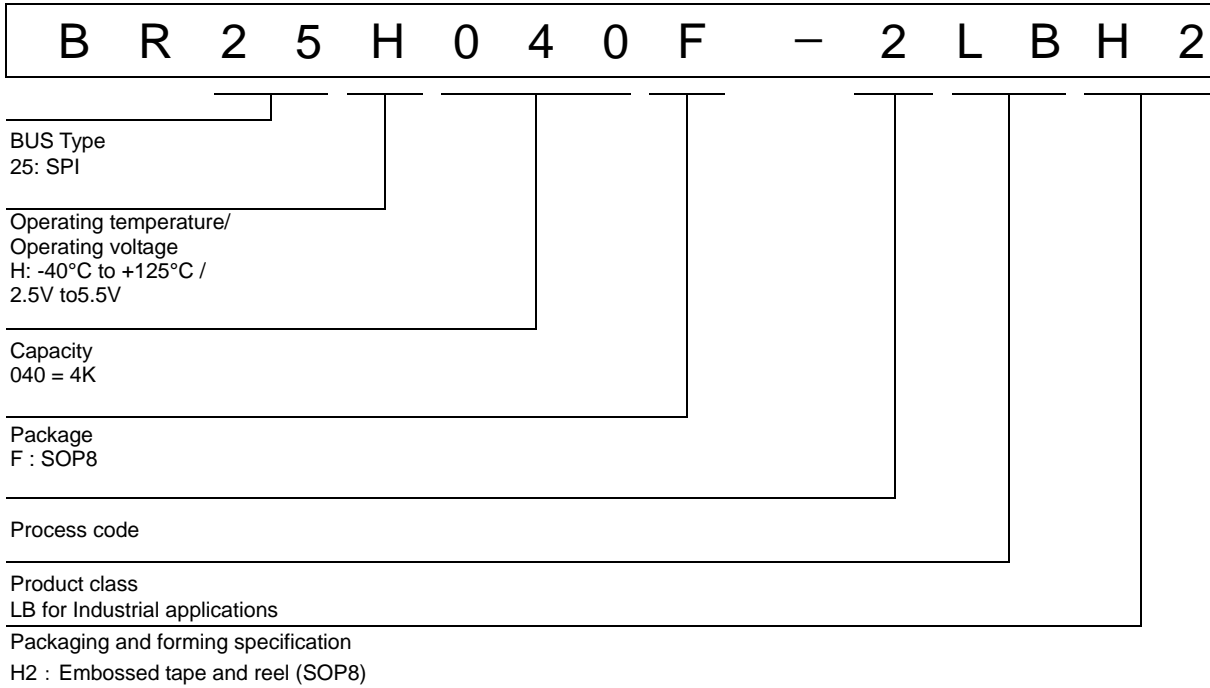 B R 2 5 H 0 4 0 F － 2 L B H 2
BUS Type
25: SPI
Operating temperature/
Operating voltage
H: -40°C to +125°C /
2.5V to5.5V
Capacity
040 = 4K
Package
F : SOP8
Process code
Product class
LB for Industrial applications
Packaging and forming specification
H2：Embossed tape and reel (SOP8)